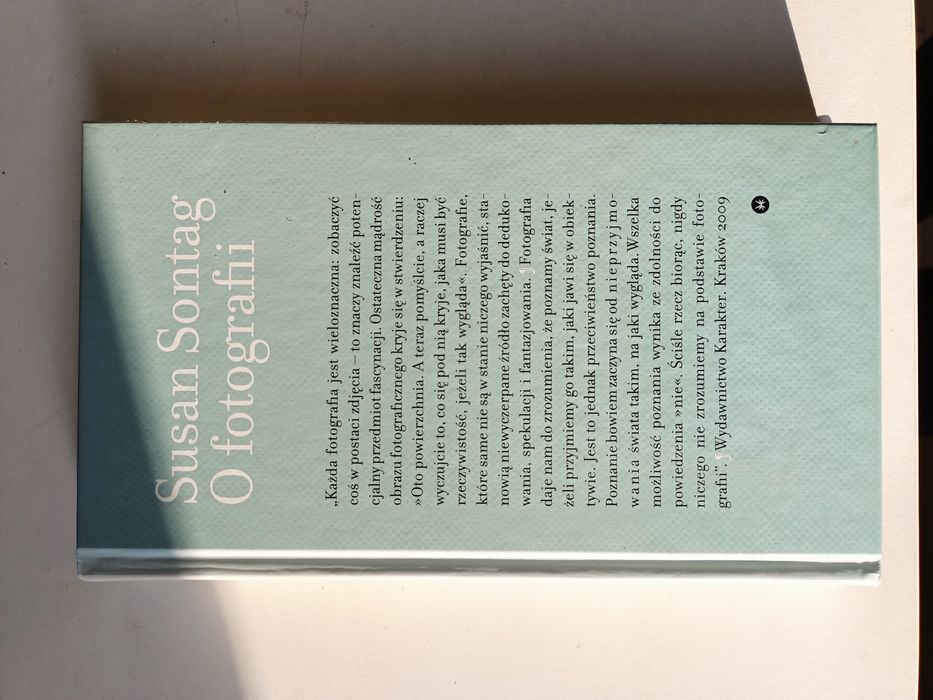 Susan Sontag
O fotografii
„Każda fotografia jest wieloznaczna: zobaczyć
coś w postaci zdjęcia – to znaczy znaleźć poten-
cjalny przedmiot fascynacji. Ostateczna mądrość
obrazu fotograficznego kryje się w stwierdzeniu:
»Oto powierzchnia. A teraz pomyślcie, a raczej
wyczujcie to, co się pod nią kryje, jaka musi być
rzeczywistość, jeżeli tak wygląda«. Fotografie,
które same nie są w stanie niczego wyjaśnić, sta-
nowią niewyczerpane źródło zachęty do deduko-
wania, spekulacji i fantazjowania. ¶ Fotografia
daje nam do zrozumienia, że poznamy świat, je-
żeli przyjmiemy go takim, jaki jawi się w obiek-
tywie. Jest to jednak przeciwieństwo poznania.
Poznanie bowiem zaczyna się od nieprzyjmo-
wania świata takim, na jaki wygląda. Wszelka
możliwość poznania wynika ze zdolności do
powiedzenia »nie«. Ściśle rzecz biorąc, nigdy
niczego nie zrozumiemy na podstawie foto-
grafii”. ¶ Wydawnictwo Karakter. Kraków 2009